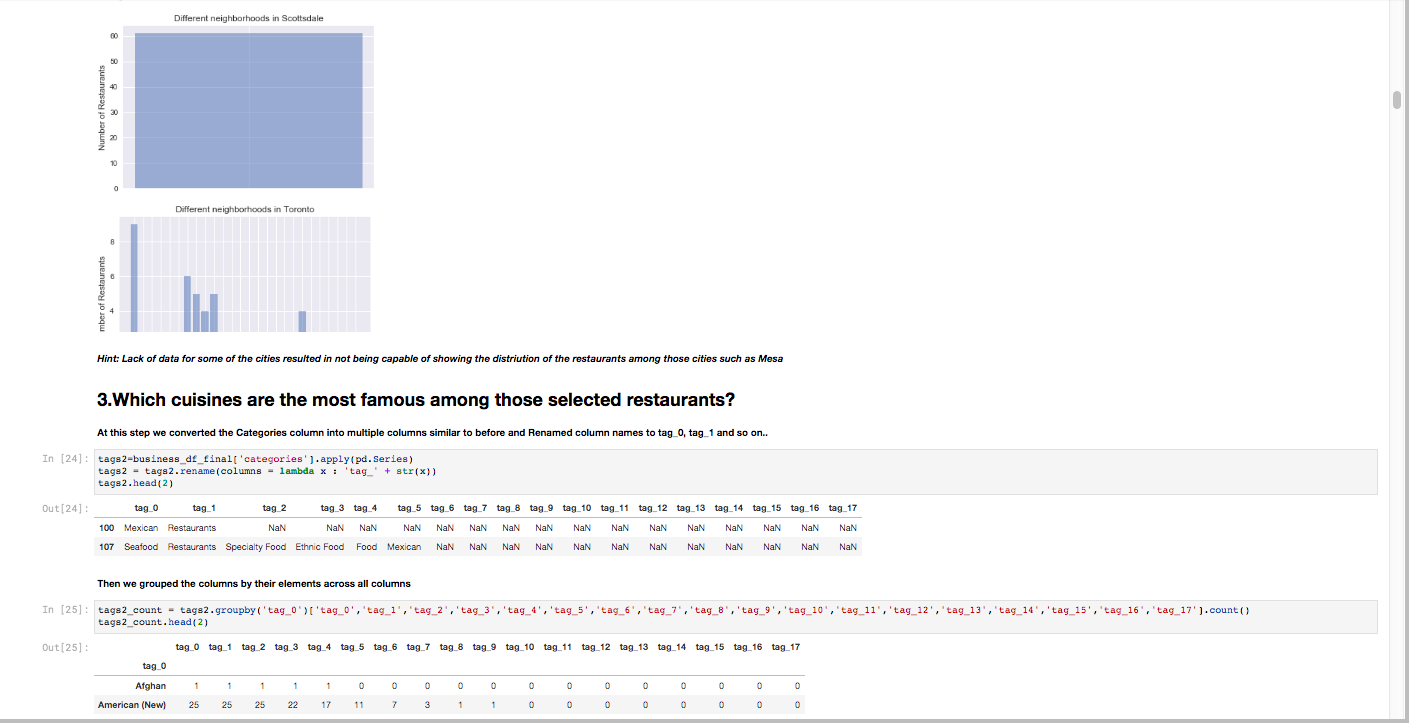 Different neighborhoods in Scottsdale
60
50
40
30
20
10
0
Number of Restaurants
Different neighborhoods in Toronto
8
6
4
mber of Restaurants
Hint: Lack of data for some of the cities resulted in not being capable of showing the distriution of the restaurants among those cities such as Mesa
3.Which cuisines are the most famous among those selected restaurants?
At this step we converted the Categories column into multiple columns similar to before and Renamed column names to tag_0, tag_1 and so on..
In [24]: tags2=business_df_final['categories'].apply(pd.Series)
tags2 = tags2.rename(columns = lambda x : 'tag_' + str(x))
tags2.head(2)
Out[24]: tag_0 tag_1 tag_2 tag_3 tag_4 tag_5 tag_6 tag_7 tag_8 tag_9 tag_10 tag_11 tag_12 tag_13 tag_14 tag_15 tag_16 tag_17
100 Mexican Restaurants NaN NaN NaN NaN NaN NaN NaN NaN NaN NaN NaN NaN NaN NaN NaN NaN
107 Seafood Restaurants Specialty Food Ethnic Food Food Mexican NaN NaN NaN NaN NaN NaN NaN NaN NaN NaN NaN NaN
Then we grouped the columns by their elements across all columns
In [25]: tags2_count = tags2.groupby('tag_0')['tag_0','tag_1','tag_2','tag_3','tag_4','tag_5','tag_6','tag_7','tag_8','tag_9','tag_10','tag_11','tag_12','tag_13','tag_14','tag_15','tag_16','tag_17'].count()
tags2_count.head(2)
Out[25]: tag_0 tag_1 tag_2 tag_3 tag_4 tag_5 tag_6 tag_7 tag_8 tag_9 tag_10 tag_11 tag_12 tag_13 tag_14 tag_15 tag_16 tag_17
tag_0
Afghan 1 1 1 1 1 0 0 0 0 0 0 0 0 0 0 0 0 0
American (New) 25 25 25 22 17 11 7 3 1 1 0 0 0 0 0 0 0 0